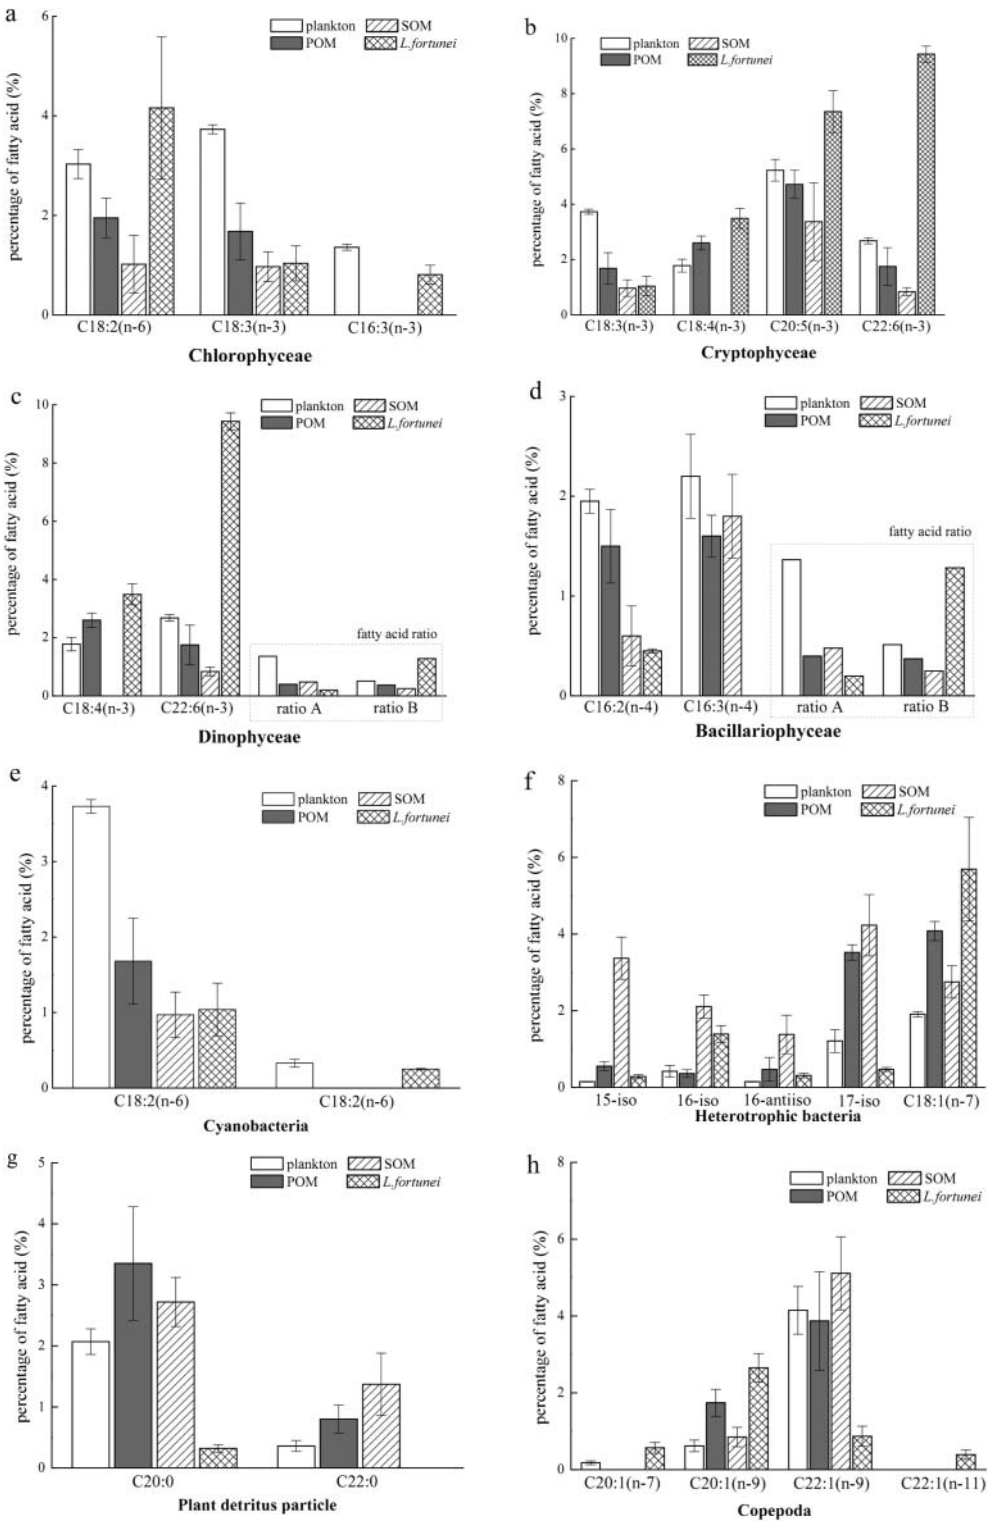 a
6
4
2
0
percentage of fatty acid (%)
plankton
SOM
POM
L.fortunei
C18:2(n-6)
C18:3(n-3)
C16:3(n-3)
Chlorophyceae
b
10
8
6
4
2
0
percentage of fatty acid (%)
plankton
SOM
POM
L.fortunei
C18:3(n-3)
C18:4(n-3)
C20:5(n-3)
C22:6(n-3)
Cryptophyceae
c
10
8
6
4
2
0
percentage of fatty acid (%)
plankton
SOM
POM
L.fortunei
fatty acid ratio
C18:4(n-3)
C22:6(n-3)
ratio A
ratio B
Dinophyceae
d
3
2
1
0
percentage of fatty acid (%)
plankton
SOM
POM
L.fortunei
fatty acid ratio
C16:2(n-4)
C16:3(n-4)
ratio A
ratio B
Bacillariophyceae
e
4
3
2
1
0
percentage of fatty acid (%)
plankton
SOM
POM
L.fortunei
C18:2(n-6)
C18:2(n-6)
Cyanobacteria
f
8
6
4
2
0
percentage of fatty acid (%)
plankton
SOM
POM
L.fortunei
15-iso
16-iso
16-antiiso
17-iso
C18:1(n-7)
Heterotrophic bacteria
g
5
4
3
2
1
0
percentage of fatty acid (%)
plankton
SOM
POM
L.fortunei
C20:0
C22:0
Plant detritus particle
h
8
6
4
2
0
percentage of fatty acid (%)
plankton
SOM
POM
L.fortunei
C20:1(n-7)
C20:1(n-9)
C22:1(n-9)
C22:1(n-11)
Copepoda